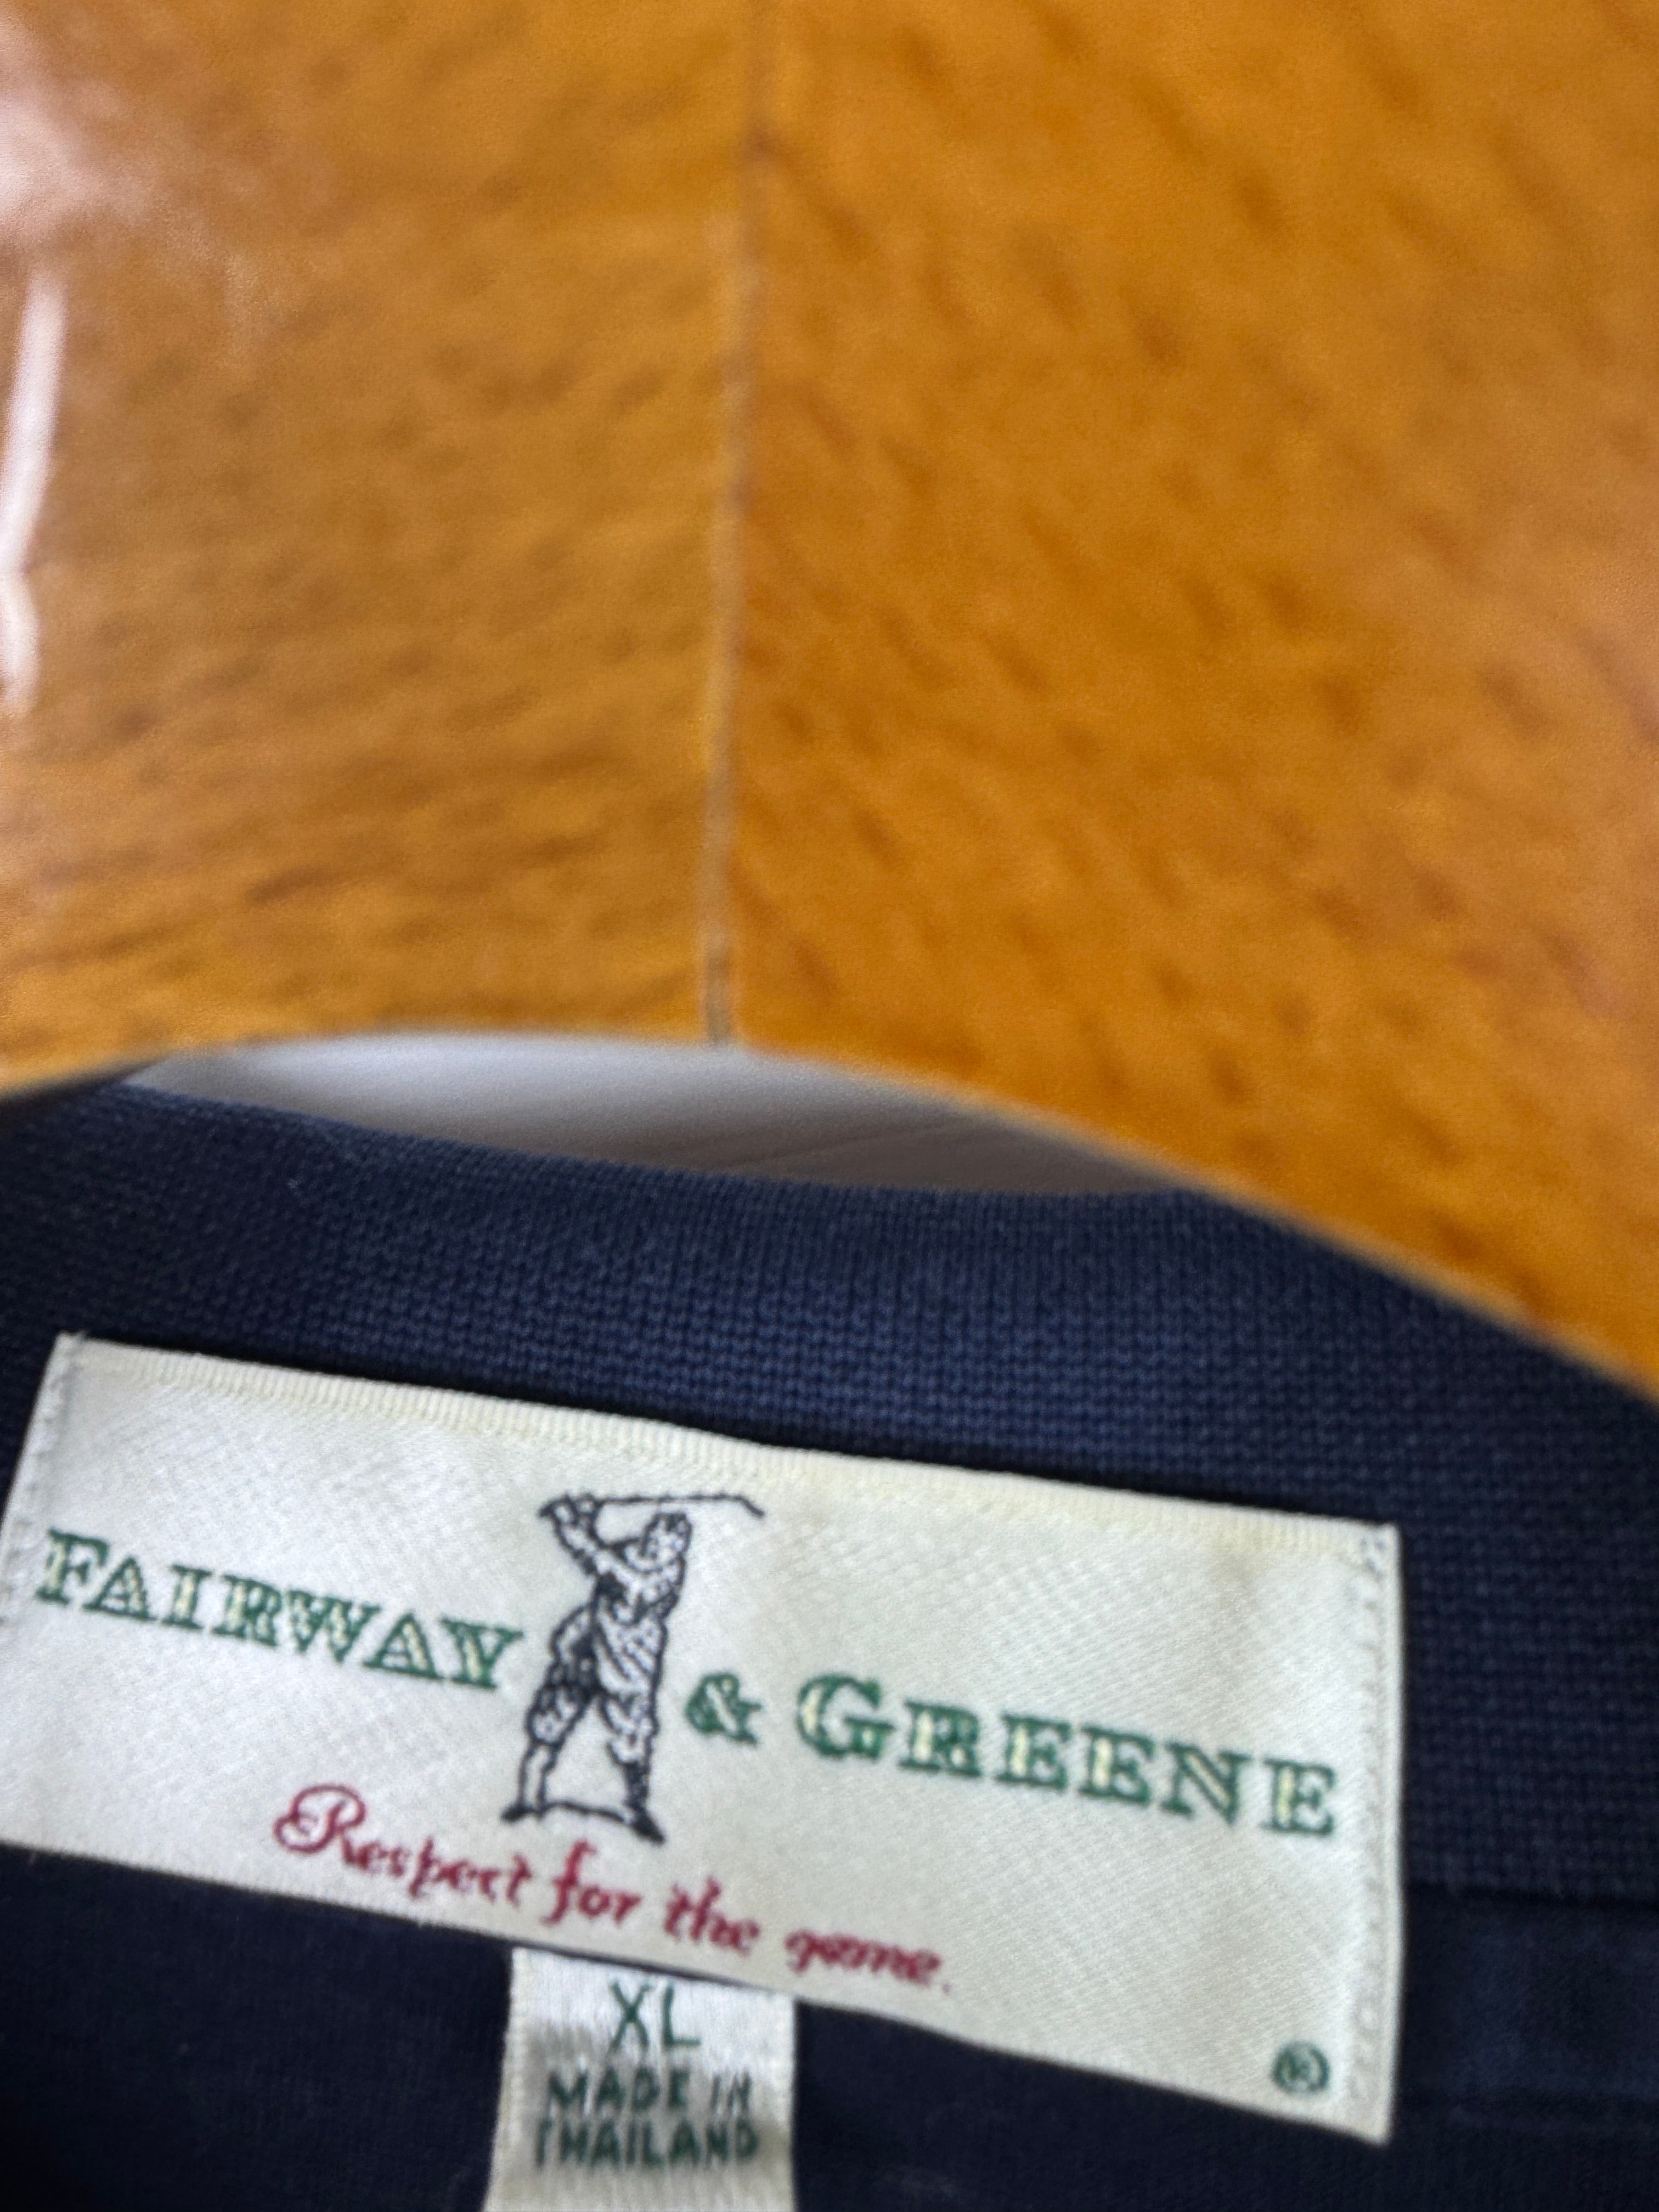 FAIRWAY & GREENE
Respect for the game.
®
XL
MADE IN
THAILAND